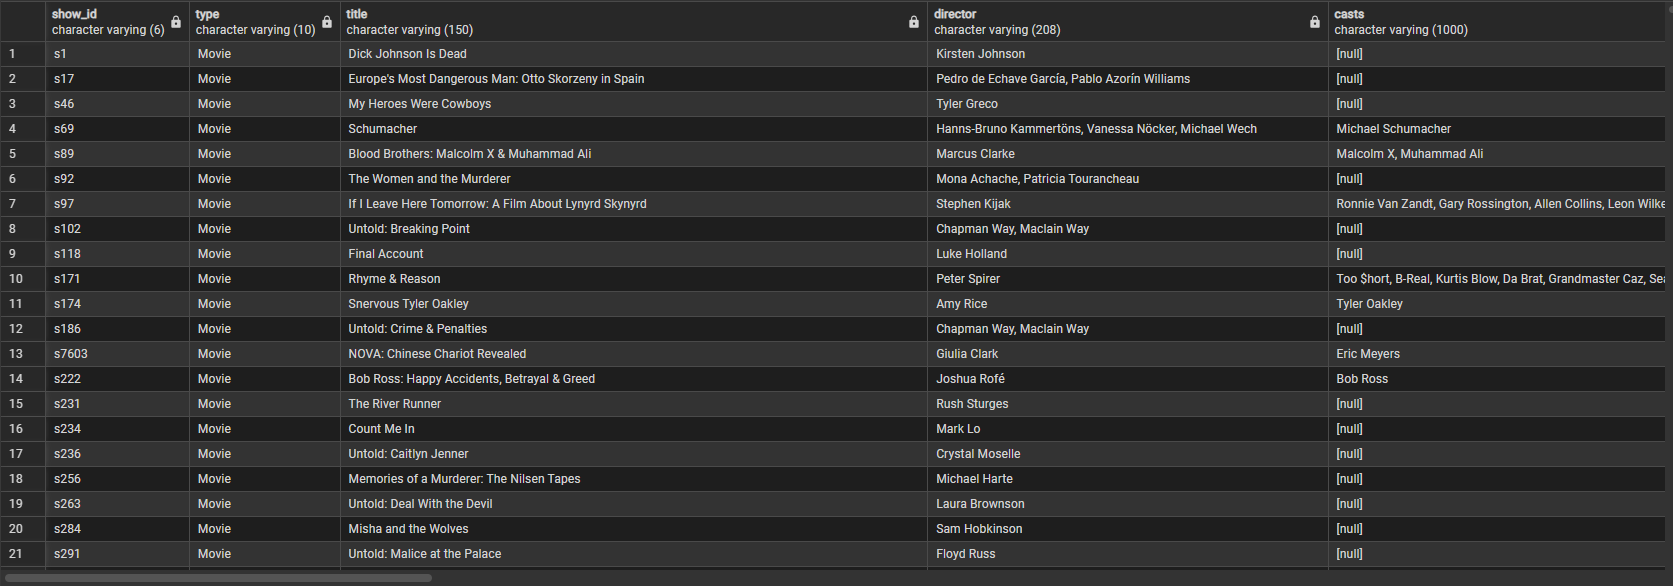 show_id type title director casts
character varying (6) character varying (10) character varying (150) character varying (208) character varying (1000)
1 s1 Movie Dick Johnson Is Dead Kirsten Johnson [null]
2 s17 Movie Europe's Most Dangerous Man: Otto Skorzeny in Spain Pedro de Echave García, Pablo Azorín Williams [null]
3 s46 Movie My Heroes Were Cowboys Tyler Greco [null]
4 s69 Movie Schumacher Hanns-Bruno Kammertöns, Vanessa Nöcker, Michael Wech Michael Schumacher
5 s89 Movie Blood Brothers: Malcolm X & Muhammad Ali Marcus Clarke Malcolm X, Muhammad Ali
6 s92 Movie The Women and the Murderer Mona Achache, Patricia Tourancheau [null]
7 s97 Movie If I Leave Here Tomorrow: A Film About Lynyrd Skynyrd Stephen Kijak Ronnie Van Zandt, Gary Rossington, Allen Collins, Leon Wilke
8 s102 Movie Untold: Breaking Point Chapman Way, Maclain Way [null]
9 s118 Movie Final Account Luke Holland [null]
10 s171 Movie Rhyme & Reason Peter Spirer Too $hort, B-Real, Kurtis Blow, Da Brat, Grandmaster Caz, Sea
11 s174 Movie Snervous Tyler Oakley Amy Rice Tyler Oakley
12 s186 Movie Untold: Crime & Penalties Chapman Way, Maclain Way [null]
13 s7603 Movie NOVA: Chinese Chariot Revealed Giulia Clark Eric Meyers
14 s222 Movie Bob Ross: Happy Accidents, Betrayal & Greed Joshua Rofé Bob Ross
15 s231 Movie The River Runner Rush Sturges [null]
16 s234 Movie Count Me In Mark Lo [null]
17 s236 Movie Untold: Caitlyn Jenner Crystal Moselle [null]
18 s256 Movie Memories of a Murderer: The Nilsen Tapes Michael Harte [null]
19 s263 Movie Untold: Deal With the Devil Laura Brownson [null]
20 s284 Movie Misha and the Wolves Sam Hobkinson [null]
21 s291 Movie Untold: Malice at the Palace Floyd Russ [null]